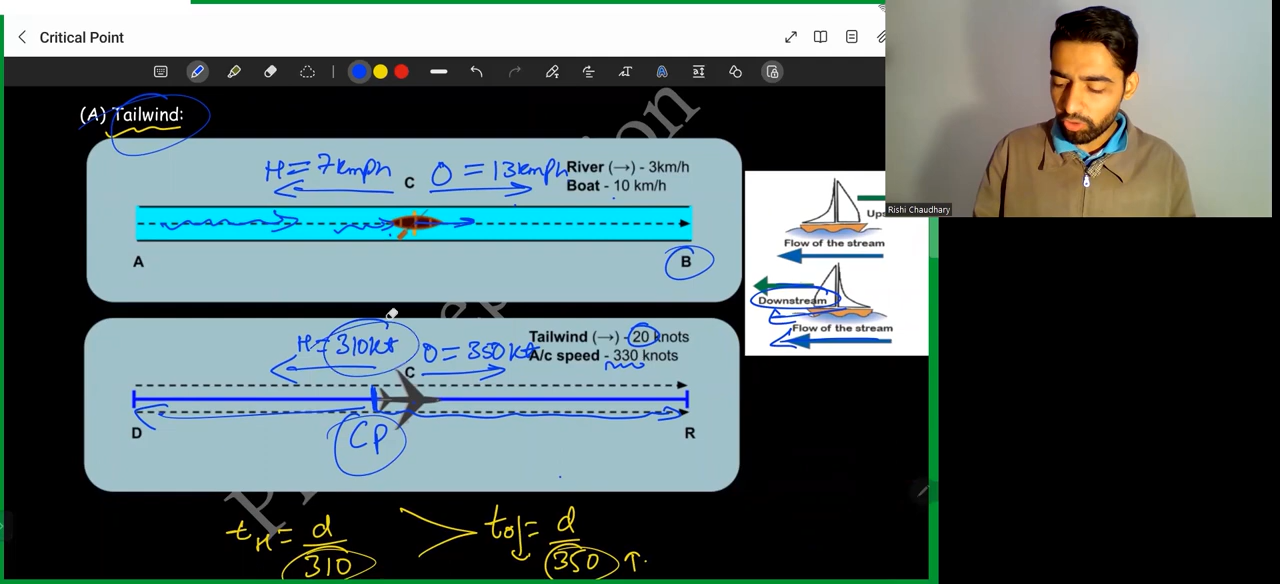 Critical Point
(A) Tailwind:
H = 7kmph
C
O = 13kmph
River (→) - 3km/h
Boat - 10 km/h
A
B
Ups
Flow of the stream
Downstream
Flow of the stream
Rishi Chaudhary
Tailwind (→) - 20 knots
A/c speed - 330 knots
H = 310kt
O = 350kt
C
D
CP
R
tH = d/310 > tO = d/350 ↑